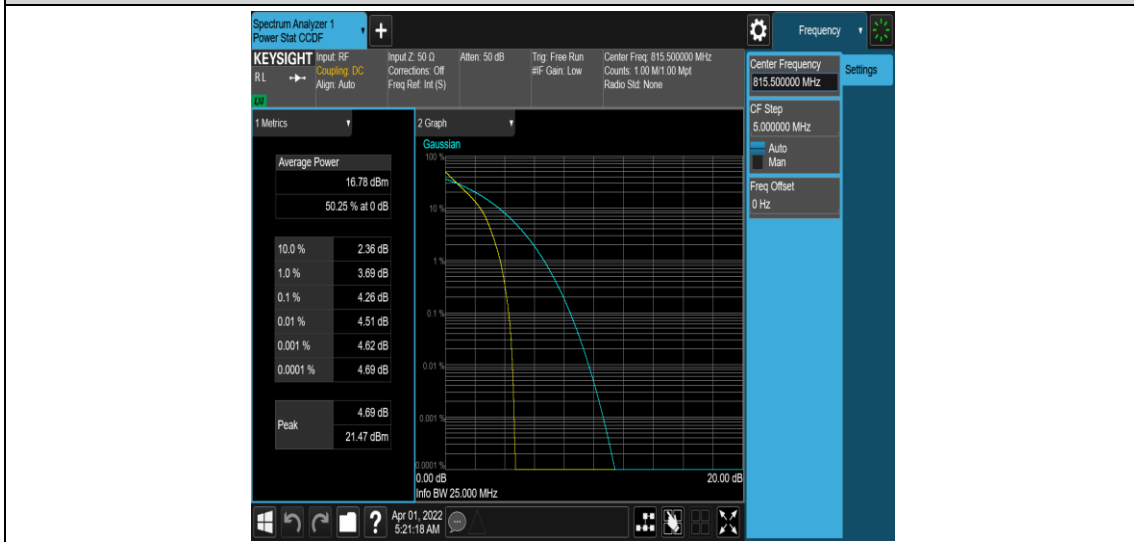 Spectrum Analyzer 1
Power Stat CCDF
+
Frequency
KEYSIGHT
RL
LXI
Input: RF
Coupling: DC
Align: Auto
Input Z: 50 Ω
Corrections: Off
Freq Ref: Int (S)
Atten: 50 dB
Trig: Free Run
#IF Gain: Low
Center Freq: 815.500000 MHz
Counts: 1.00 M/1.00 Mpt
Radio Std: None
Center Frequency
815.500000 MHz
Settings
CF Step
5.000000 MHz
Auto
Man
Freq Offset
0 Hz
1 Metrics
Average Power
16.78 dBm
50.25 % at 0 dB
10.0 % 2.36 dB
1.0 % 3.69 dB
0.1 % 4.26 dB
0.01 % 4.51 dB
0.001 % 4.62 dB
0.0001 % 4.69 dB
Peak
4.69 dB
21.47 dBm
2 Graph
Gaussian
100 %
10 %
1 %
0.1 %
0.01 %
0.001 %
0.0001 %
0.00 dB 20.00 dB
Info BW 25.000 MHz
?
Apr 01, 2022
5:21:18 AM